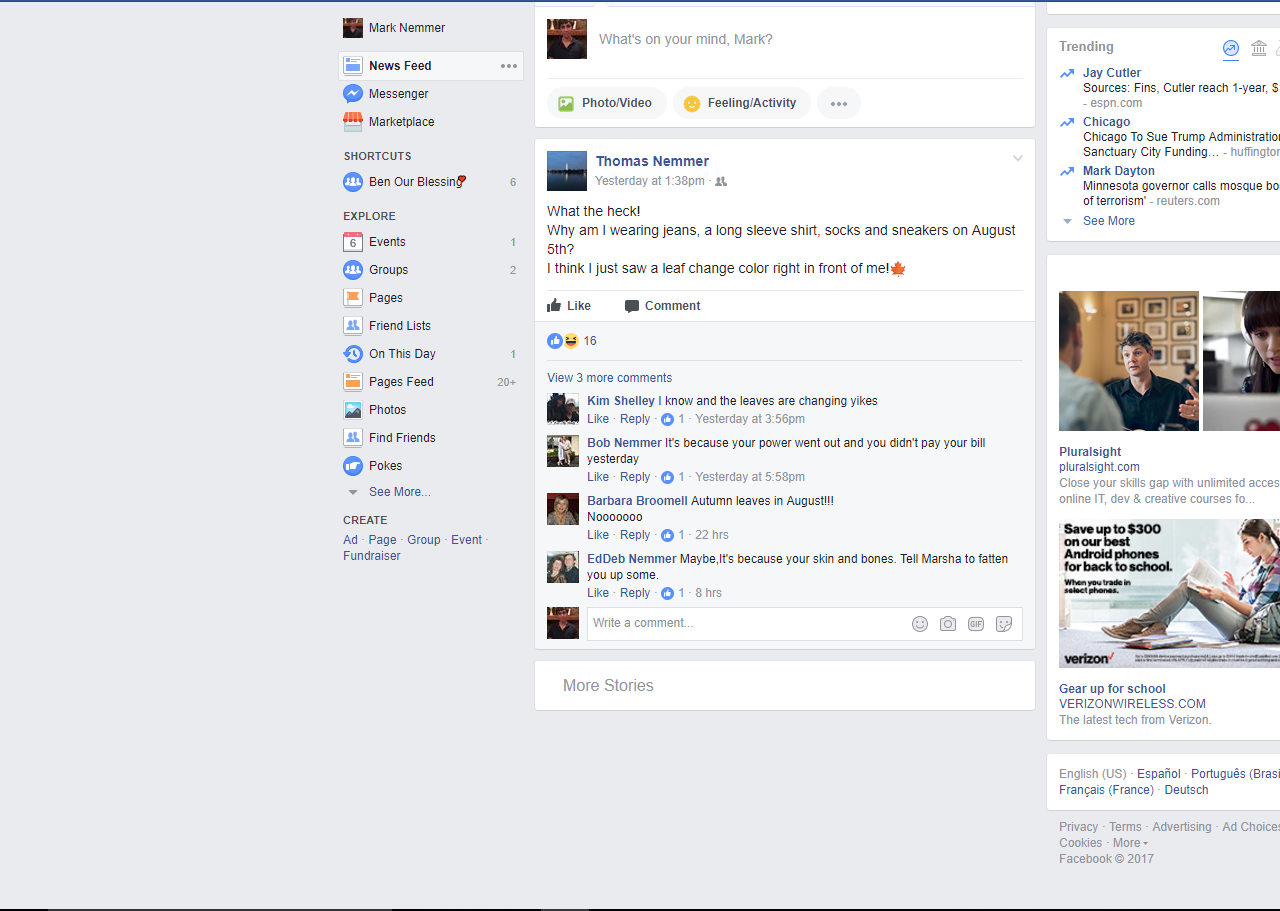 Mark Nemmer
News Feed
Messenger
Marketplace
SHORTCUTS
Ben Our Blessing 6
EXPLORE
6 Events 1
Groups 2
Pages
Friend Lists
On This Day 1
Pages Feed 20+
Photos
Find Friends
Pokes
See More...
CREATE
Ad · Page · Group · Event ·
Fundraiser
What's on your mind, Mark?
Photo/Video Feeling/Activity
Thomas Nemmer
Yesterday at 1:38pm ·
What the heck!
Why am I wearing jeans, a long sleeve shirt, socks and sneakers on August
5th?
I think I just saw a leaf change color right in front of me!🍁
Like Comment
16
View 3 more comments
Kim Shelley I know and the leaves are changing yikes
Like · Reply · 1 · Yesterday at 3:56pm
Bob Nemmer It's because your power went out and you didn't pay your bill
yesterday
Like · Reply · 1 · Yesterday at 5:58pm
Barbara Broomell Autumn leaves in August!!!
Nooooooo
Like · Reply · 1 · 22 hrs
EdDeb Nemmer Maybe,It's because your skin and bones. Tell Marsha to fatten
you up some.
Like · Reply · 1 · 8 hrs
Write a comment...
GIF
More Stories
Trending
Jay Cutler
Sources: Fins, Cutler reach 1-year, $
- espn.com
Chicago
Chicago To Sue Trump Administration
Sanctuary City Funding… - huffington
Mark Dayton
Minnesota governor calls mosque bo
of terrorism' - reuters.com
See More
Pluralsight
pluralsight.com
Close your skills gap with unlimited acces
online IT, dev & creative courses fo...
Save up to $300
on our best
Android phones
for back to school.
When you trade in
select phones.
verizon
Gear up for school
VERIZONWIRELESS.COM
The latest tech from Verizon.
English (US) · Español · Português (Brasi
Français (France) · Deutsch
Privacy · Terms · Advertising · Ad Choices
Cookies · More
Facebook © 2017